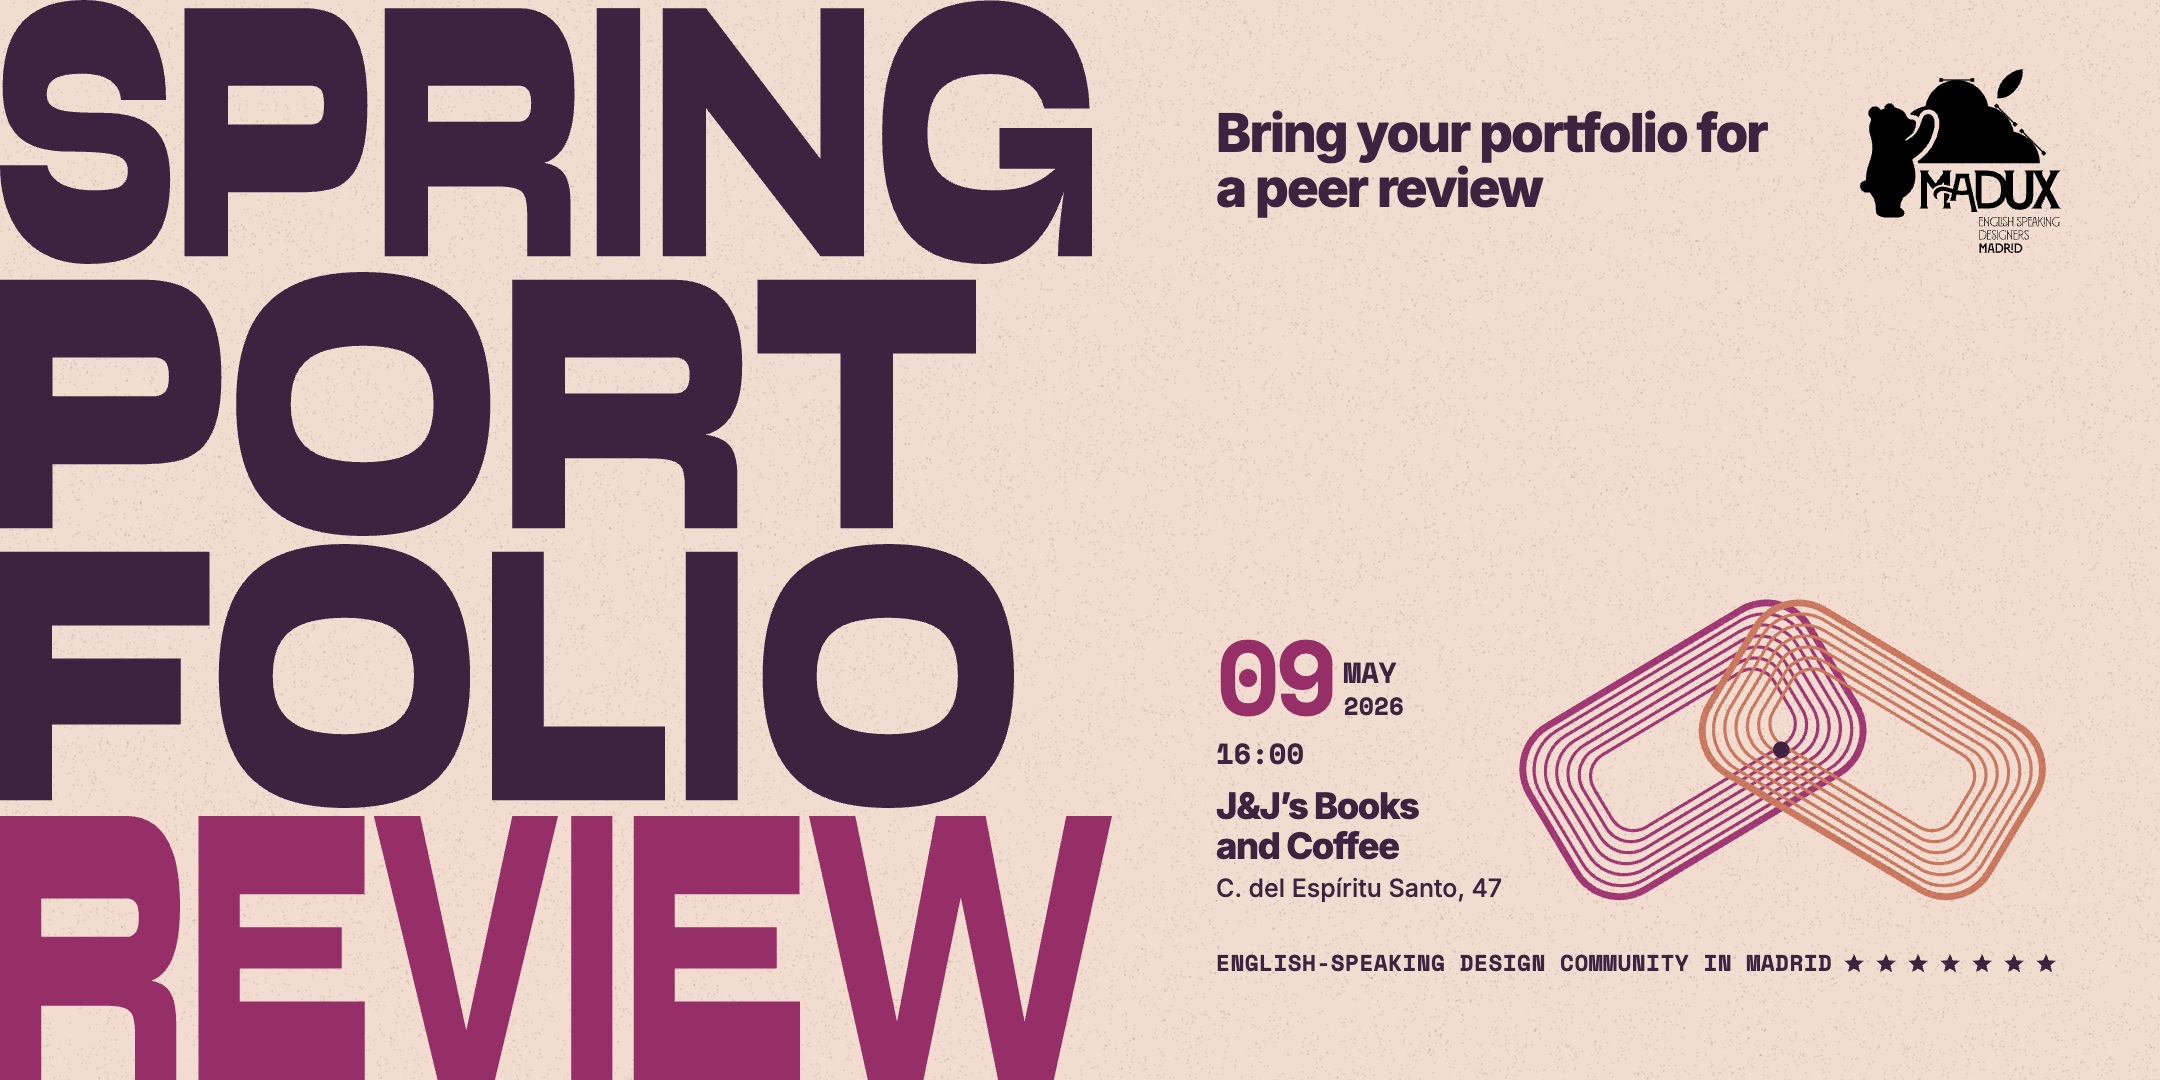 SPRING
PORT
FOLIO
REVIEW
Bring your portfolio for
a peer review
MADUX
ENGLISH SPEAKING
DESIGNERS
MADRID
09 MAY
2026
16:00
J&J’s Books
and Coffee
C. del Espíritu Santo, 47
ENGLISH-SPEAKING DESIGN COMMUNITY IN MADRID ★ ★ ★ ★ ★ ★ ★